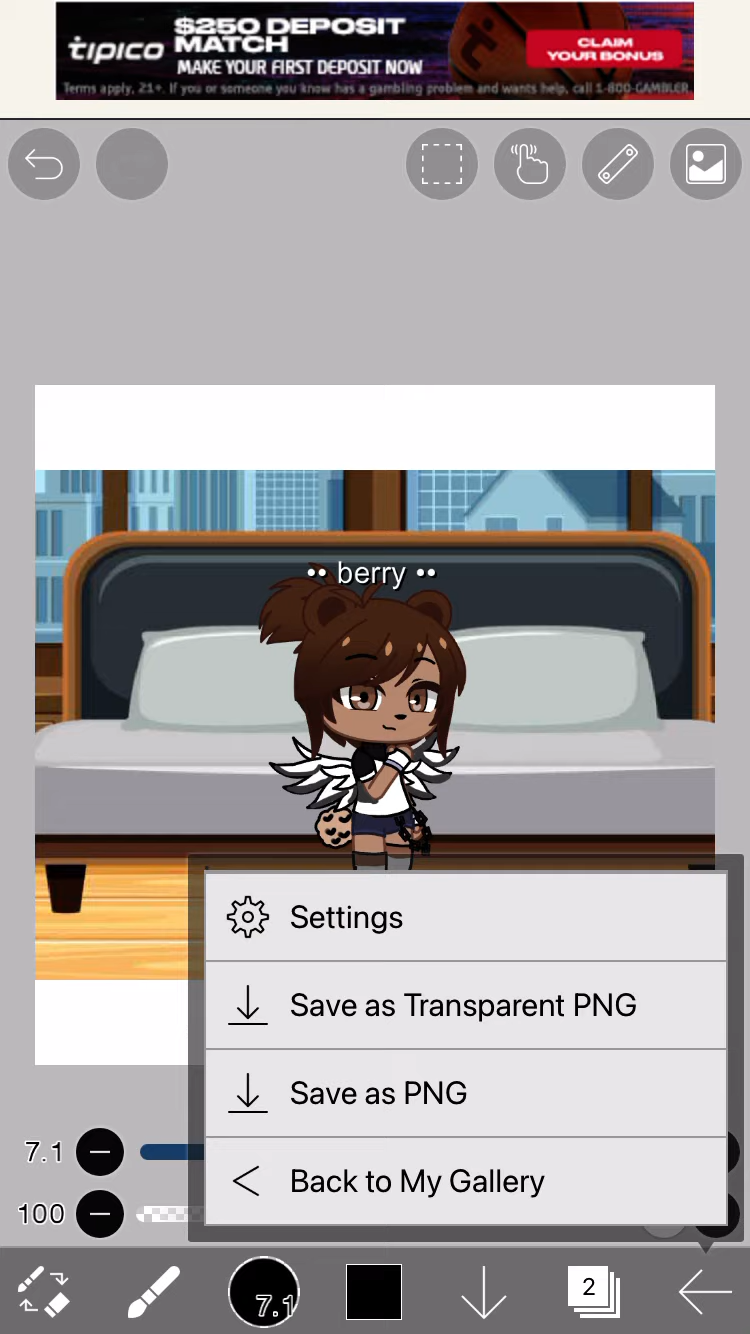 tipico
$250 DEPOSIT
MATCH
MAKE YOUR FIRST DEPOSIT NOW
CLAIM
YOUR BONUS
Terms apply, 21+. If you or someone you know has a gambling problem and wants help, call 1-800-GAMBLER.
•• berry ••
Settings
Save as Transparent PNG
Save as PNG
Back to My Gallery
7.1
100
7.1
2